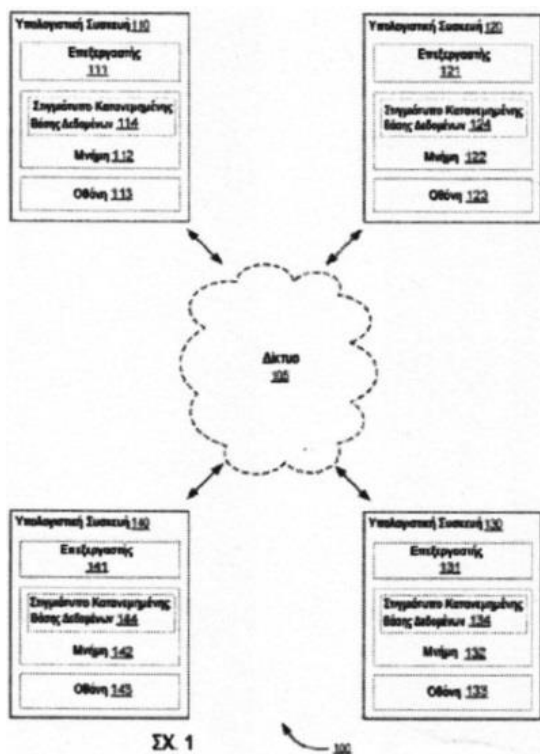 Υπολογιστική Συσκευή 110
Επεξεργαστής
111
Στιγμιότυπο Κατανεμημένης
Βάσης Δεδομένων 114
Μνήμη 112
Οθόνη 113
Υπολογιστική Συσκευή 120
Επεξεργαστής
121
Στιγμιότυπο Κατανεμημένης
Βάσης Δεδομένων 124
Μνήμη 122
Οθόνη 123
Δίκτυο
105
Υπολογιστική Συσκευή 140
Επεξεργαστής
141
Στιγμιότυπο Κατανεμημένης
Βάσης Δεδομένων 144
Μνήμη 142
Οθόνη 143
Υπολογιστική Συσκευή 130
Επεξεργαστής
131
Στιγμιότυπο Κατανεμημένης
Βάσης Δεδομένων 134
Μνήμη 132
Οθόνη 133
ΣΧ. 1
100